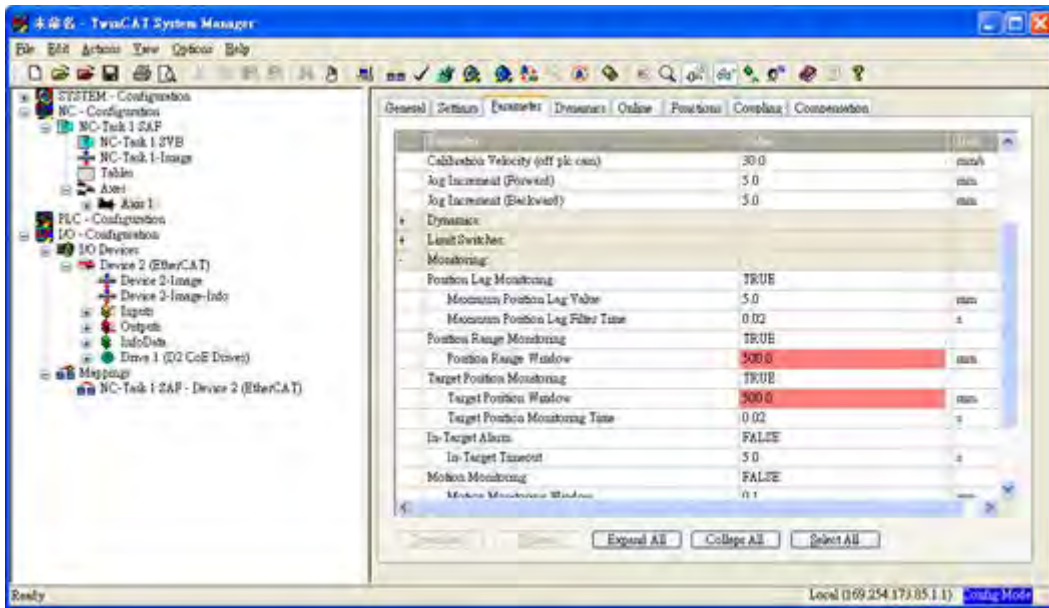 未命名 - TwinCAT System Manager
File Edit Actions View Options Help
SYSTEM - Configuration
NC - Configuration
NC-Task 1 SAF
NC-Task 1 SVB
NC-Task 1-Image
Tables
Axes
Axis 1
PLC - Configuration
I/O - Configuration
I/O Devices
Device 2 (EtherCAT)
Device 2-Image
Device 2-Image-Info
Inputs
Outputs
InfoData
Drive 1 (D2 CoE Drive)
Mappings
NC-Task 1 SAF - Device 2 (EtherCAT)
General Settings Parameter Dynamics Online Functions Coupling Compensation
Calibration Velocity (off plc cam) 30.0 mm/s
Jog Increment (Forward) 5.0 mm
Jog Increment (Backward) 5.0 mm
+ Dynamics:
+ Limit Switches:
- Monitoring:
Position Lag Monitoring TRUE
Maximum Position Lag Value 5.0 mm
Maximum Position Lag Filter Time 0.02 s
Position Range Monitoring TRUE
Position Range Window 500.0 mm
Target Position Monitoring TRUE
Target Position Window 500.0 mm
Target Position Monitoring Time 0.02 s
In-Target Alarm FALSE
In-Target Timeout 5.0 s
Motion Monitoring FALSE
Motion Monitoring Window 0.1 mm
Expand All Collapse All Select All
Ready
Local (169.254.173.85.1.1) Config Mode